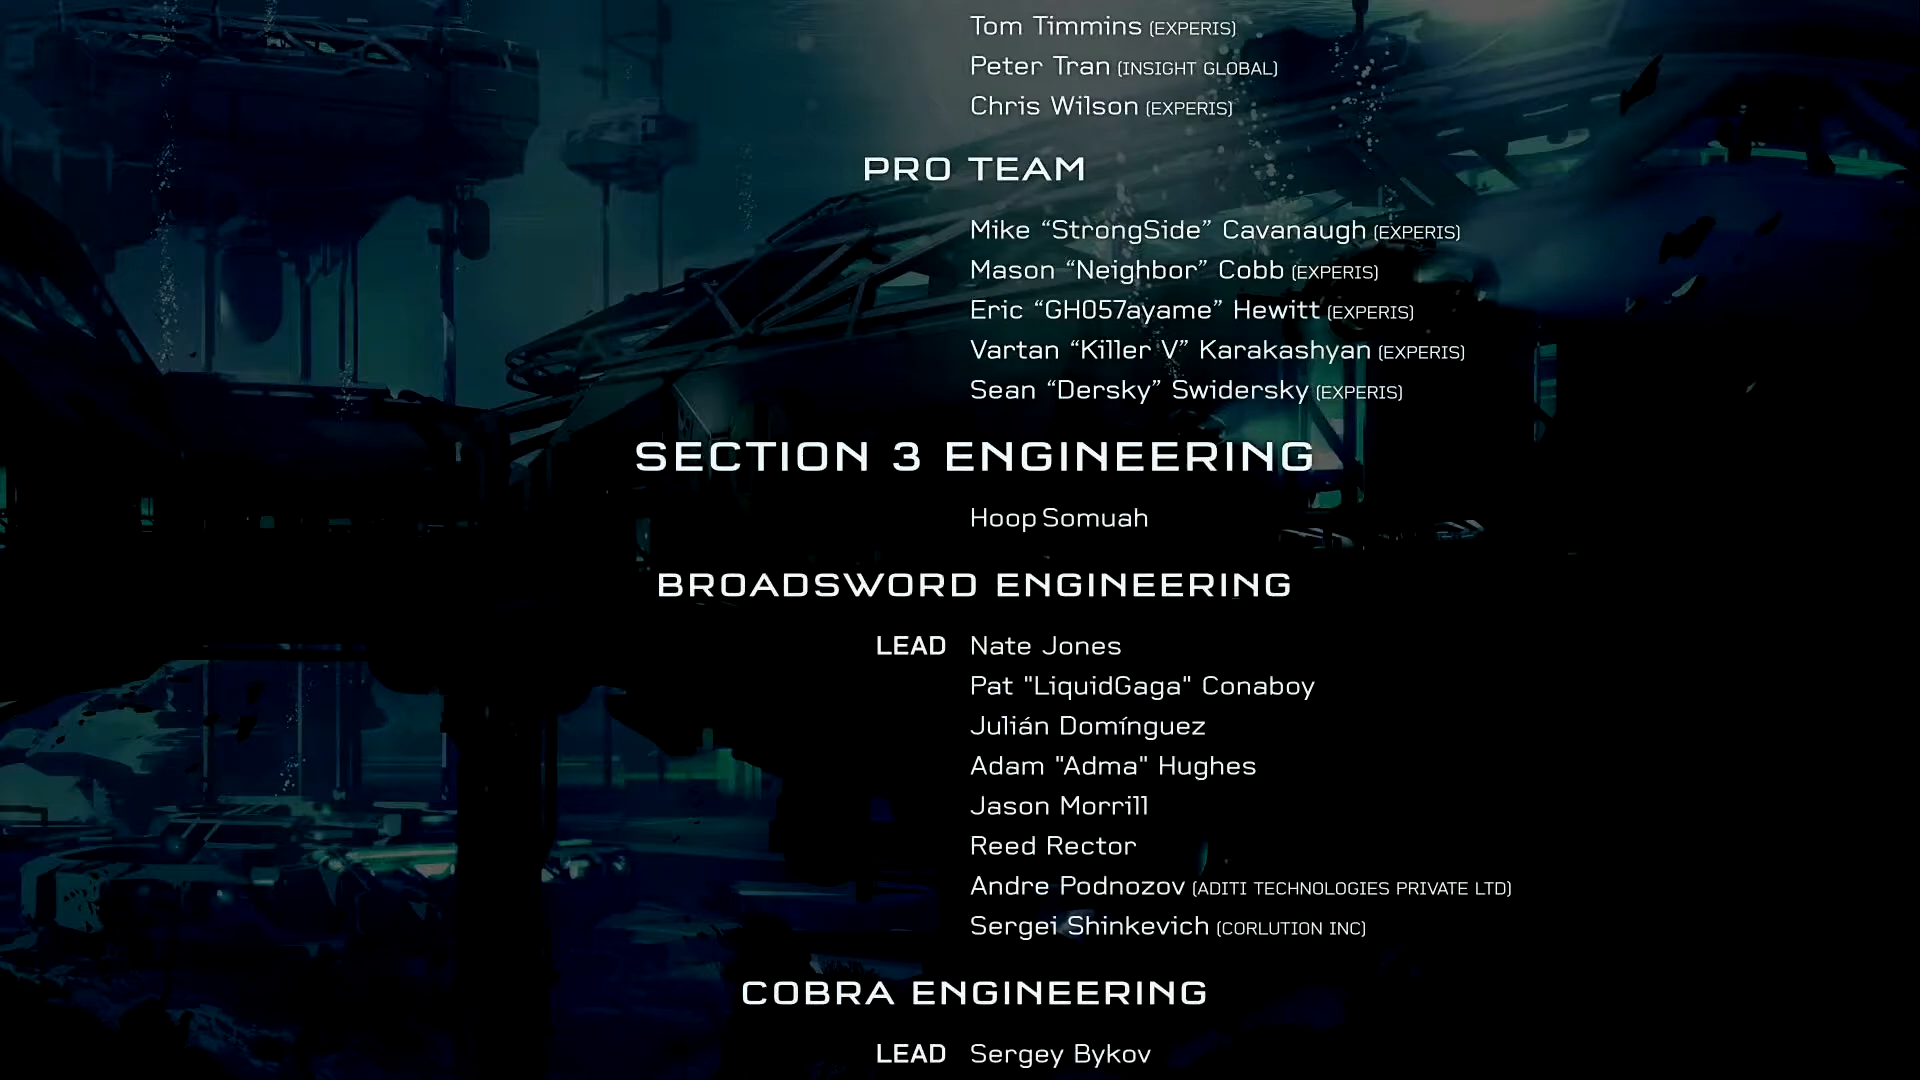 Tom Timmins (EXPERIS)
Peter Tran (INSIGHT GLOBAL)
Chris Wilson (EXPERIS)
PRO TEAM
Mike “StrongSide” Cavanaugh (EXPERIS)
Mason “Neighbor” Cobb (EXPERIS)
Eric “GH057ayame” Hewitt (EXPERIS)
Vartan “Killer V” Karakashyan (EXPERIS)
Sean “Dersky” Swidersky (EXPERIS)
SECTION 3 ENGINEERING
Hoop Somuah
BROADSWORD ENGINEERING
LEAD Nate Jones
Pat "LiquidGaga" Conaboy
Julián Domínguez
Adam "Adma" Hughes
Jason Morrill
Reed Rector
Andre Podnozov (ADITI TECHNOLOGIES PRIVATE LTD)
Sergei Shinkevich (CORLUTION INC)
COBRA ENGINEERING
LEAD Sergey Bykov